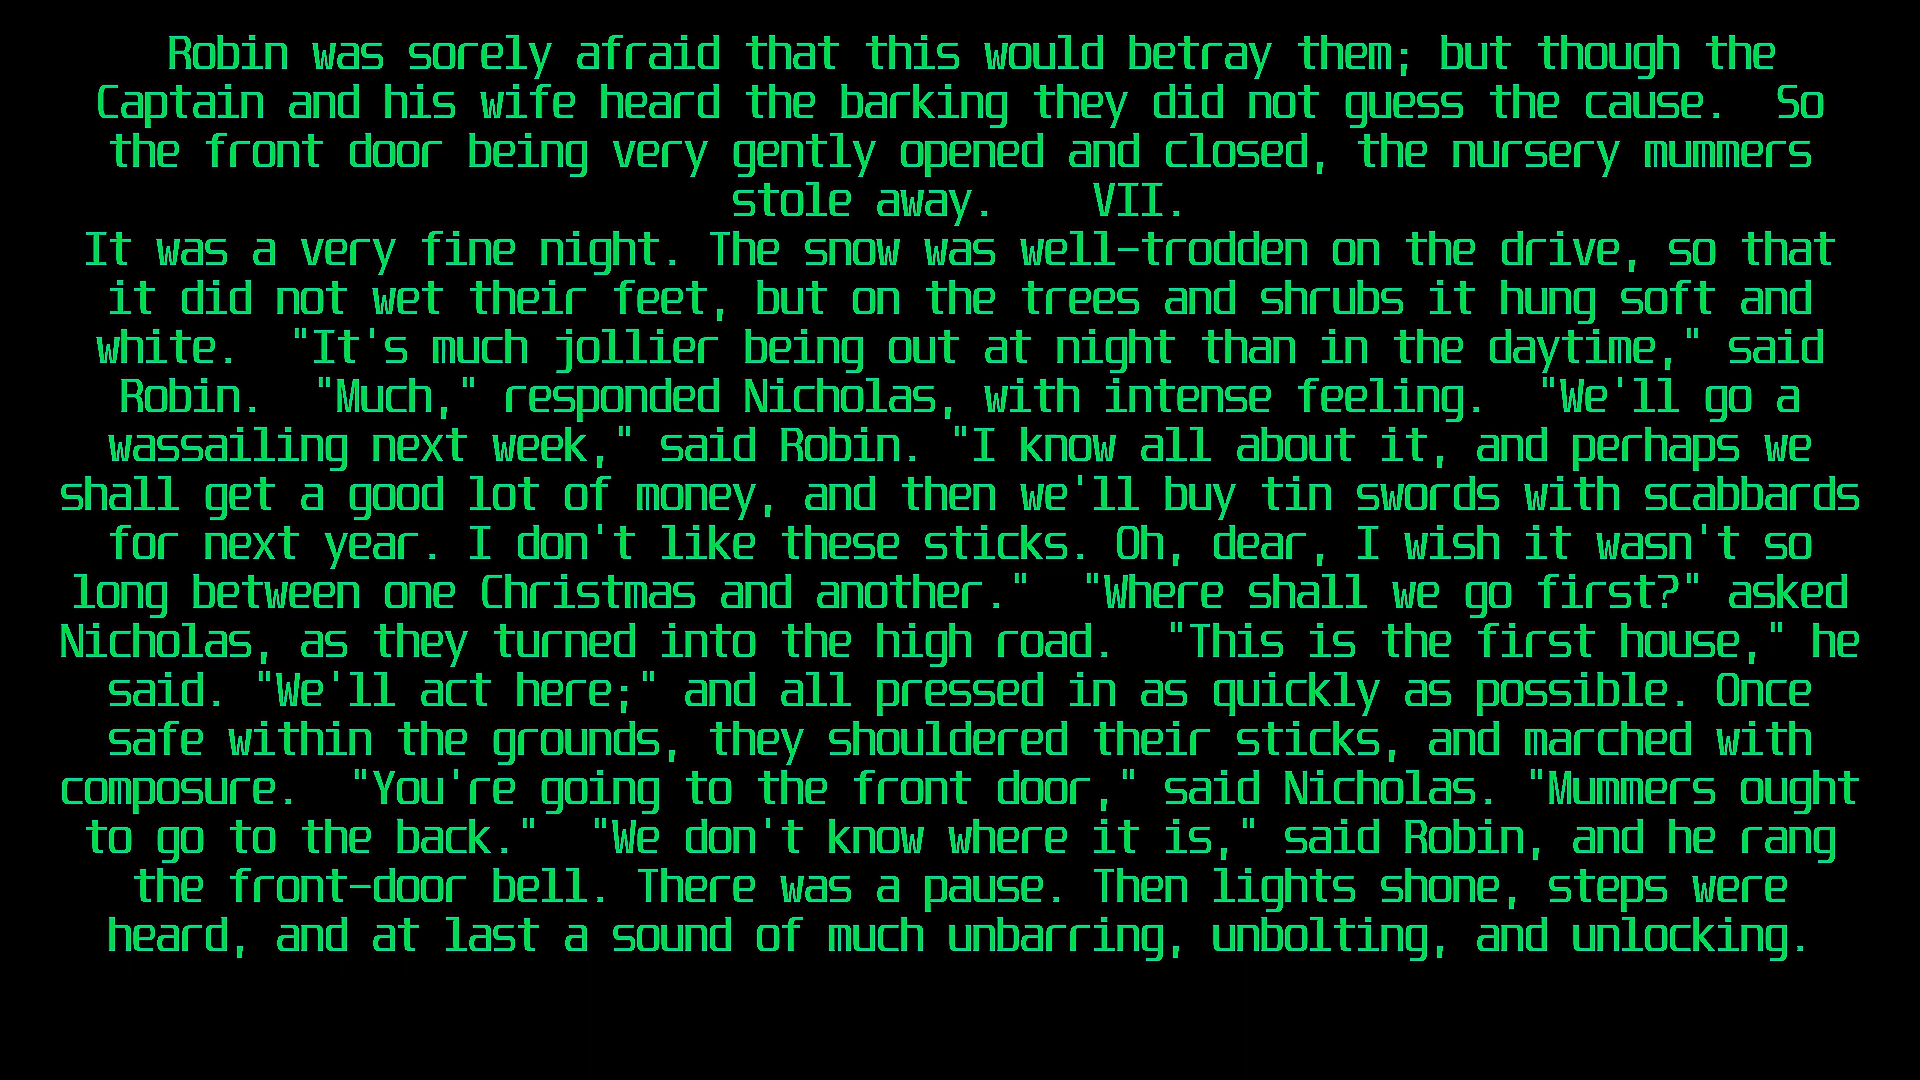 Robin was sorely afraid that this would betray them; but though the
Captain and his wife heard the barking they did not guess the cause.  So
the front door being very gently opened and closed, the nursery mummers
stole away.    VII.
It was a very fine night. The snow was well-trodden on the drive, so that
it did not wet their feet, but on the trees and shrubs it hung soft and
white.  "It's much jollier being out at night than in the daytime," said
Robin.  "Much," responded Nicholas, with intense feeling.  "We'll go a
wassailing next week," said Robin. "I know all about it, and perhaps we
shall get a good lot of money, and then we'll buy tin swords with scabbards
for next year. I don't like these sticks. Oh, dear, I wish it wasn't so
long between one Christmas and another."  "Where shall we go first?" asked
Nicholas, as they turned into the high road.  "This is the first house," he
said. "We'll act here;" and all pressed in as quickly as possible. Once
safe within the grounds, they shouldered their sticks, and marched with
composure.  "You're going to the front door," said Nicholas. "Mummers ought
to go to the back."  "We don't know where it is," said Robin, and he rang
the front-door bell. There was a pause. Then lights shone, steps were
heard, and at last a sound of much unbarring, unbolting, and unlocking.